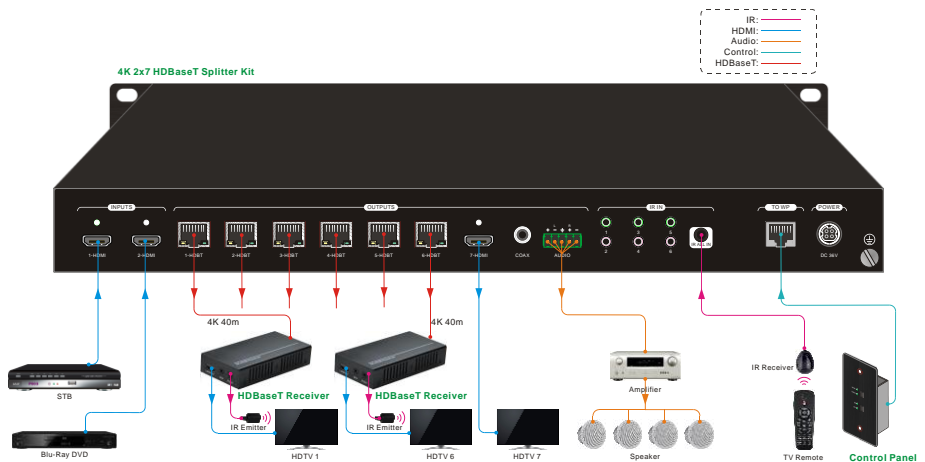 IR:
HDMI:
Audio:
Control:
HDBaseT:
4K 2x7 HDBaseT Splitter Kit
INPUTS
OUTPUTS
IR IN
TO WP
POWER
1 3 5
2 4 6
IR ALL IN
1-HDMI 2-HDMI 1-HDBT 2-HDBT 3-HDBT 4-HDBT 5-HDBT 6-HDBT 7-HDMI COAX AUDIO DC 36V
4K 40m 4K 40m
STB
Blu-Ray DVD
HDBaseT Receiver
IR Emitter
HDTV 1
HDBaseT Receiver
IR Emitter
HDTV 6
HDTV 7
Amplifier
Speaker
IR Receiver
TV Remote
Control Panel